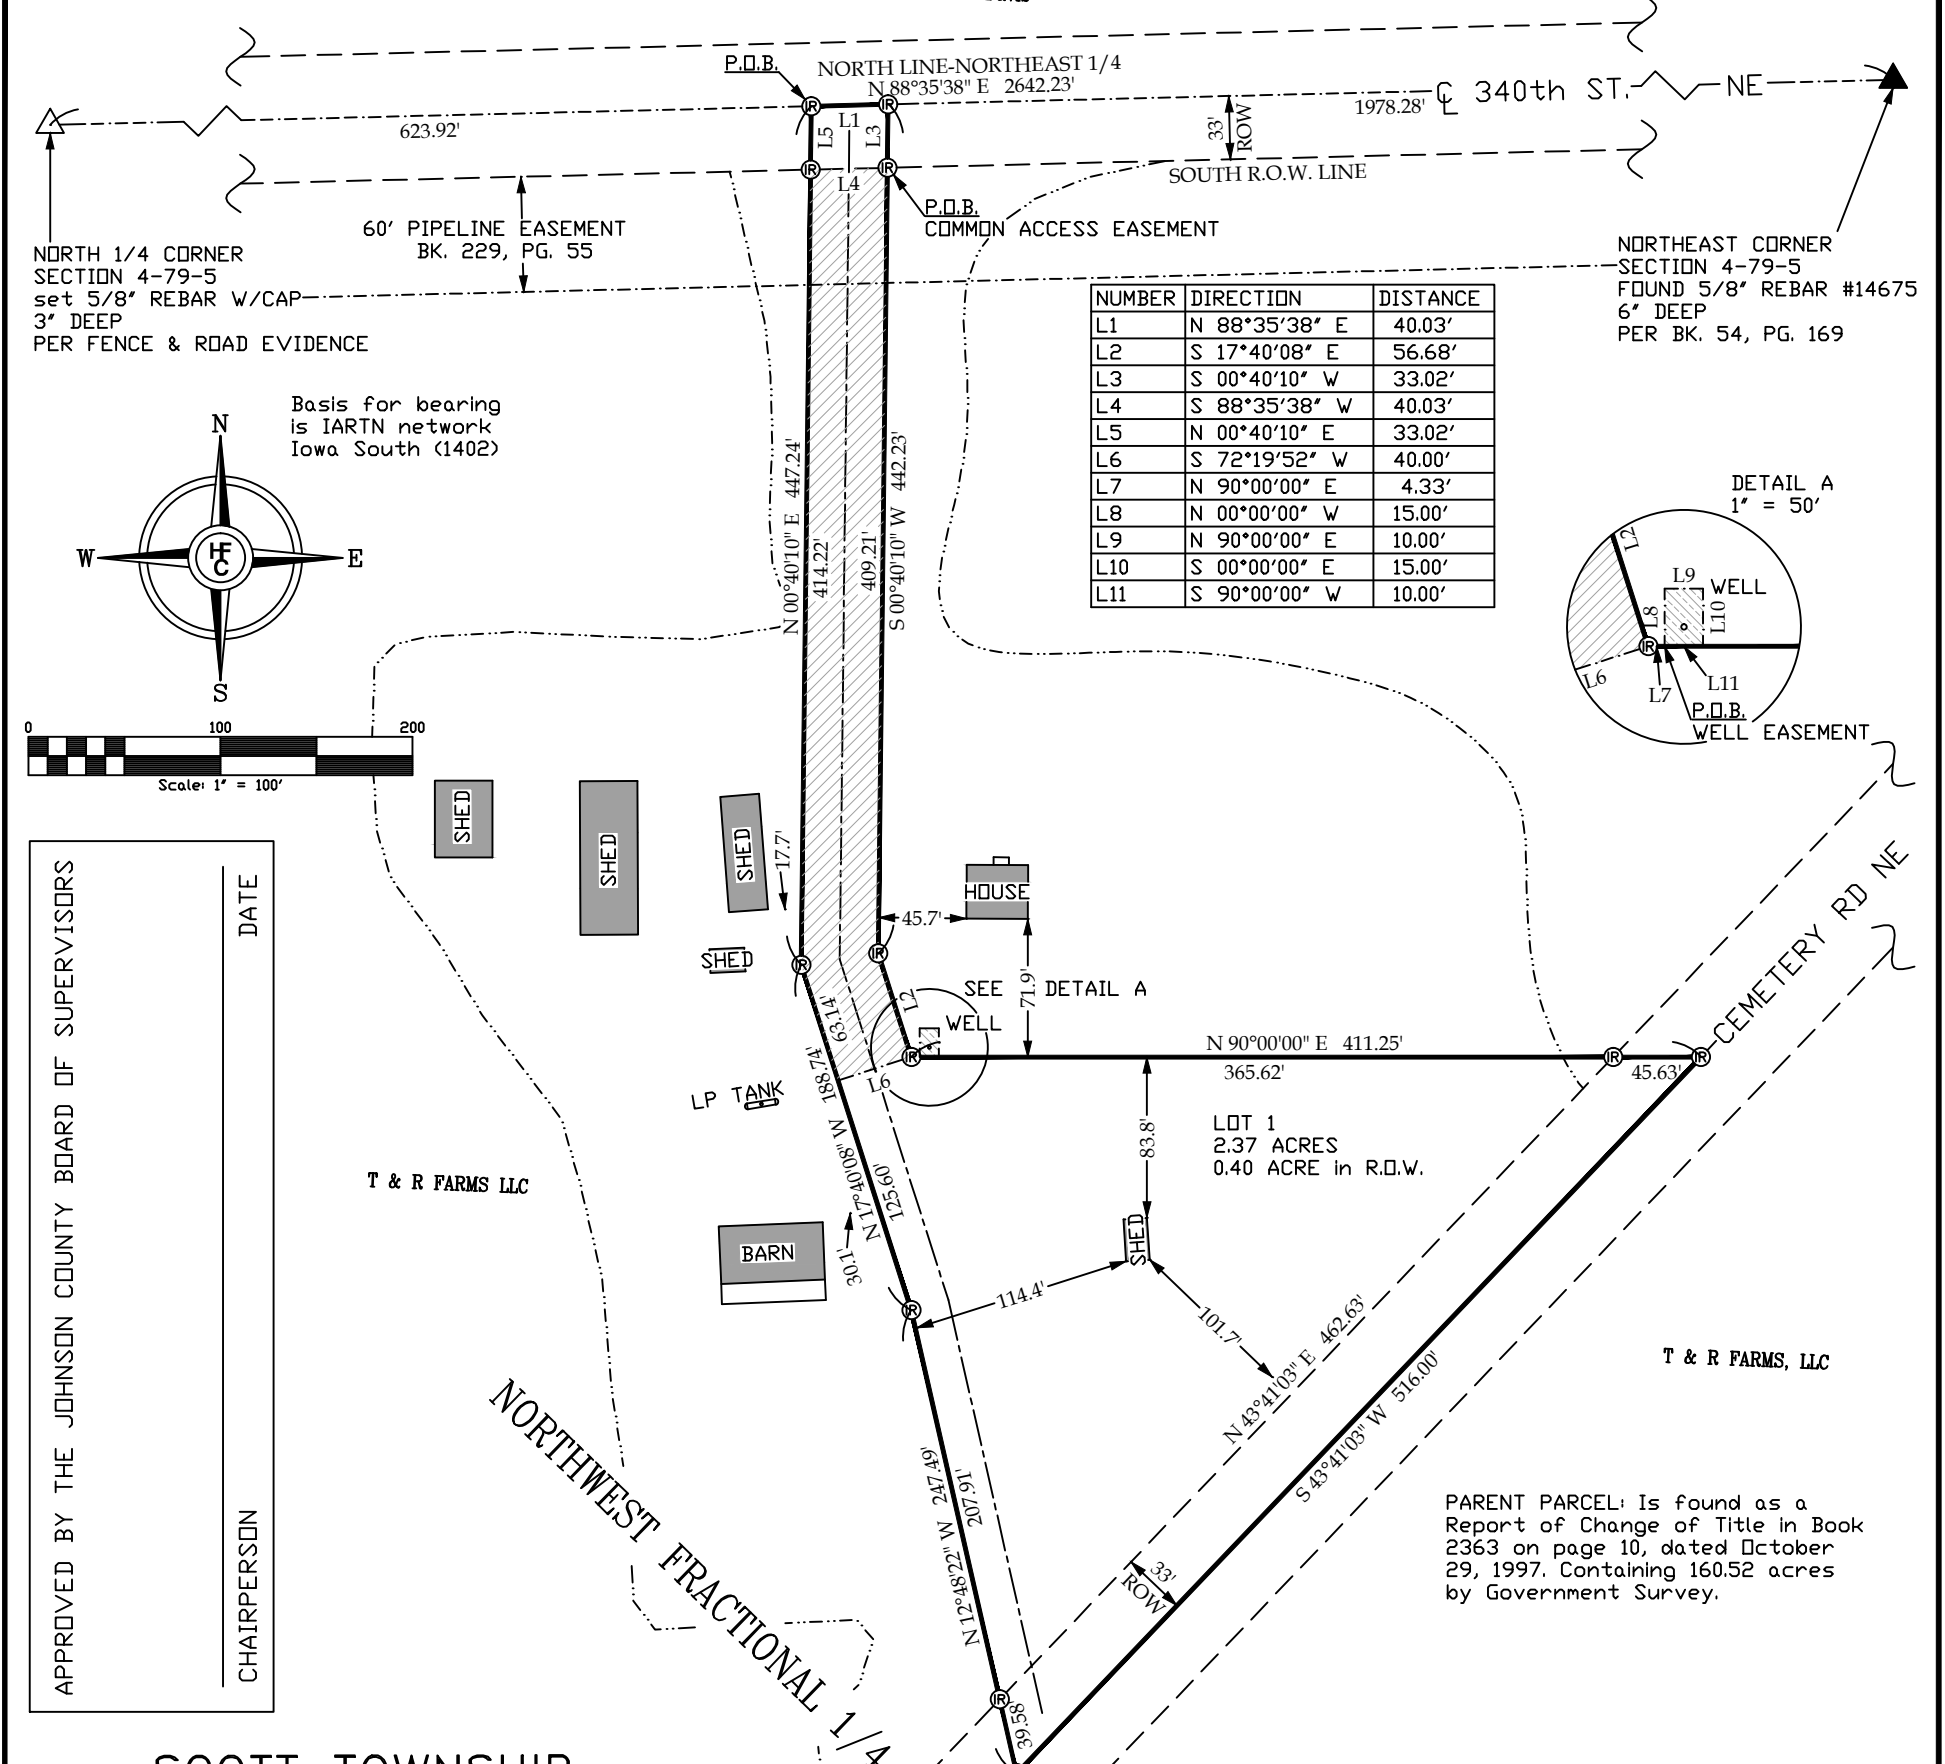 P.O.B.
NORTH LINE-NORTHEAST 1/4
N 88°35'38" E 2642.23'
623.92'
L1
L5
L3
L4
33'
ROW
1978.28'
℄ 340th ST. NE
SOUTH R.O.W. LINE
P.O.B.
COMMON ACCESS EASEMENT
60' PIPELINE EASEMENT
BK. 229, PG. 55
NORTH 1/4 CORNER
SECTION 4-79-5
set 5/8" REBAR W/CAP
3" DEEP
PER FENCE & ROAD EVIDENCE
NORTHEAST CORNER
SECTION 4-79-5
FOUND 5/8" REBAR #14675
6" DEEP
PER BK. 54, PG. 169
IR
IR
IR
IR
NUMBER DIRECTION DISTANCE
L1 N 88°35'38" E 40.03'
L2 S 17°40'08" E 56.68'
L3 S 00°40'10" W 33.02'
L4 S 88°35'38" W 40.03'
L5 N 00°40'10" E 33.02'
L6 S 72°19'52" W 40.00'
L7 N 90°00'00" E 4.33'
L8 N 00°00'00" W 15.00'
L9 N 90°00'00" E 10.00'
L10 S 00°00'00" E 15.00'
L11 S 90°00'00" W 10.00'
Basis for bearing
is IARTN network
Iowa South (1402)
N
W
E
S
HF
C
0 100 200
Scale: 1" = 100'
N 00°40'10" E 447.24'
414.22'
409.21'
S 00°40'10" W 442.23'
DETAIL A
1" = 50'
L2
L9
WELL
L8
L10
IR
L6
L7
L11
P.O.B.
WELL EASEMENT
SHED
SHED
SHED
17.7'
HOUSE
45.7'
71.9'
SHED
IR
IR
SEE DETAIL A
L2
WELL
63.14'
IR
L6
N 90°00'00" E 411.25'
365.62'
IR
45.63'
IR
CEMETERY RD NE
LP TANK
N 17°40'08" W 188.74'
125.60'
83.8'
LOT 1
2.37 ACRES
0.40 ACRE in R.O.W.
T & R FARMS LLC
BARN
30.1'
SHED
114.4'
101.7'
IR
N 43°41'03" E 462.63'
S 43°41'03" W 516.00'
T & R FARMS, LLC
NORTHWEST FRACTIONAL 1/4
N 12°48'22" W 247.49'
207.91'
33'
ROW
IR
39.58'
PARENT PARCEL: Is found as a
Report of Change of Title in Book
2363 on page 10, dated October
29, 1997. Containing 160.52 acres
by Government Survey.
APPROVED BY THE JOHNSON COUNTY BOARD OF SUPERVISORS
CHAIRPERSON DATE
SCOTT TOWNSHIP